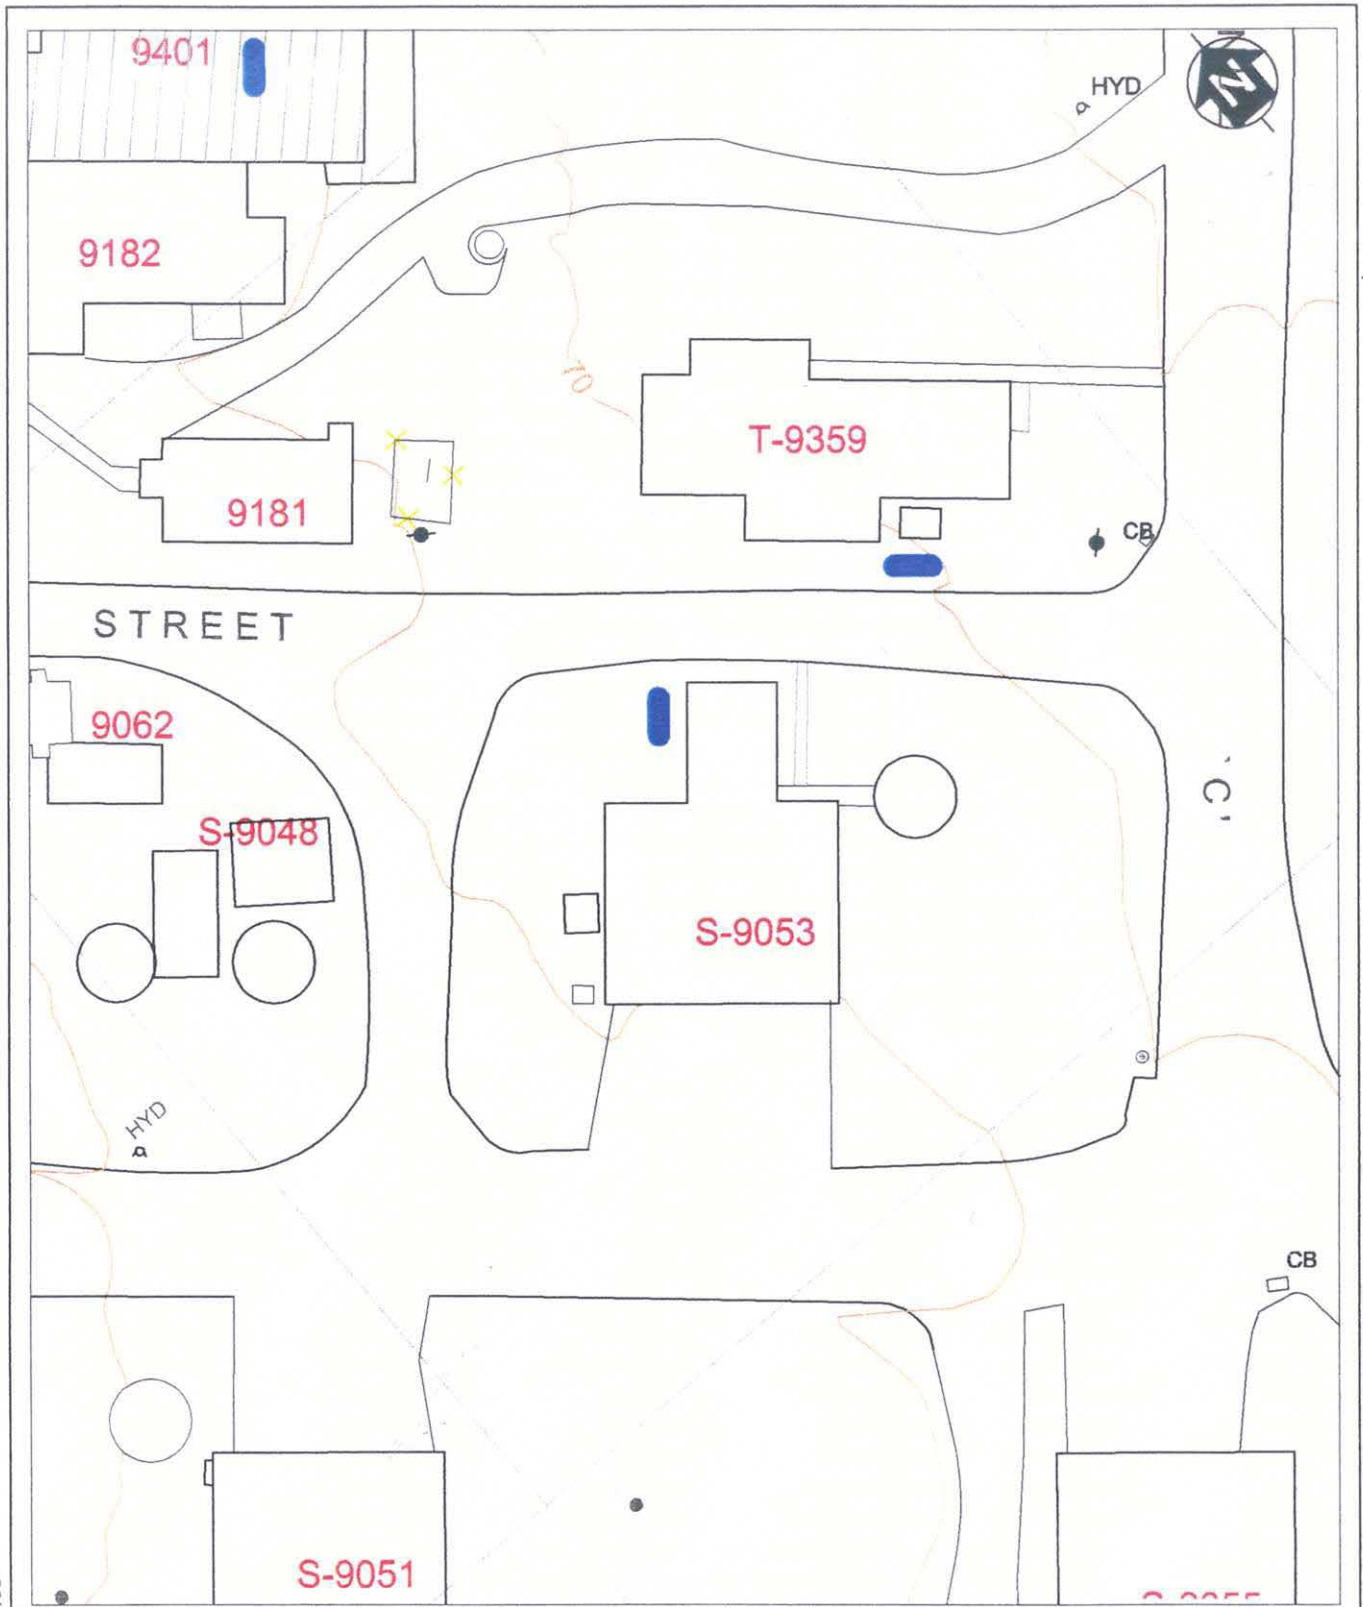 9401
HYD
N
9182
70
T-9359
9181
CB
STREET
9062
'C'
S-9048
S-9053
HYD
CB
S-9051